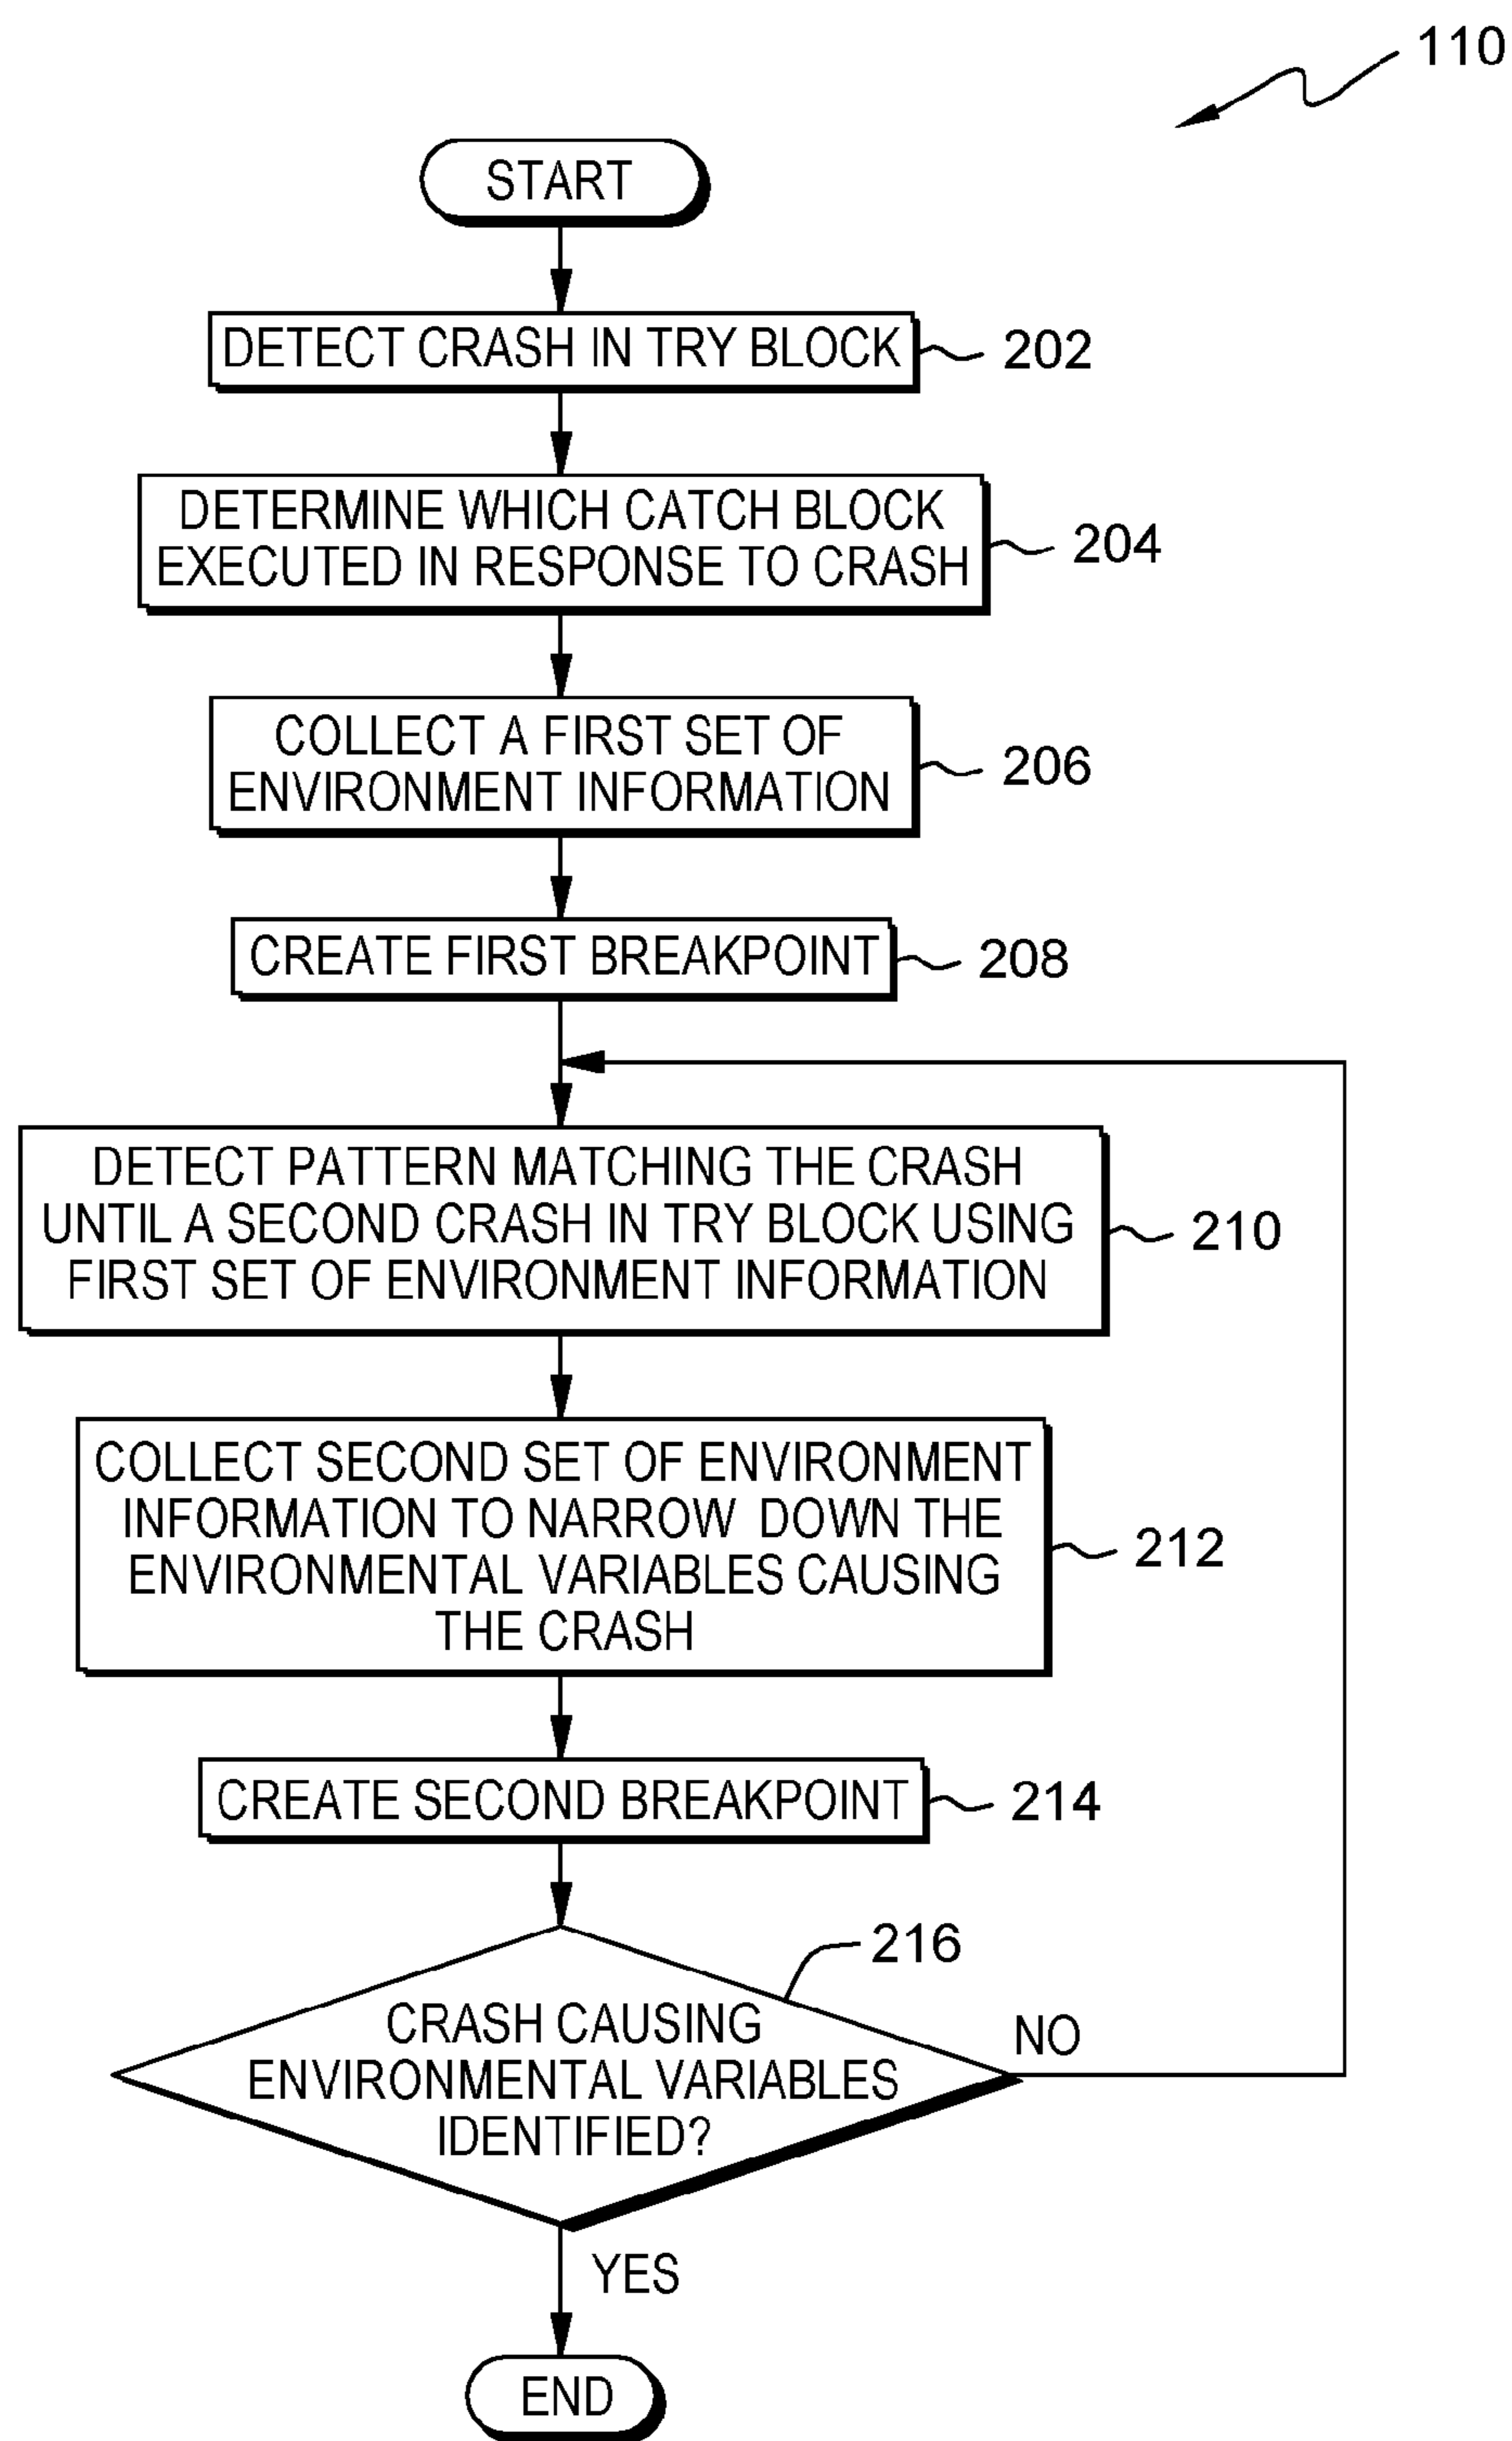 110
START
DETECT CRASH IN TRY BLOCK
202
DETERMINE WHICH CATCH BLOCK
EXECUTED IN RESPONSE TO CRASH
204
COLLECT A FIRST SET OF
ENVIRONMENT INFORMATION
206
CREATE FIRST BREAKPOINT
208
DETECT PATTERN MATCHING THE CRASH
UNTIL A SECOND CRASH IN TRY BLOCK USING
FIRST SET OF ENVIRONMENT INFORMATION
210
COLLECT SECOND SET OF ENVIRONMENT
INFORMATION TO NARROW DOWN THE
ENVIRONMENTAL VARIABLES CAUSING
THE CRASH
212
CREATE SECOND BREAKPOINT
214
216
CRASH CAUSING
ENVIRONMENTAL VARIABLES
IDENTIFIED?
NO
YES
END